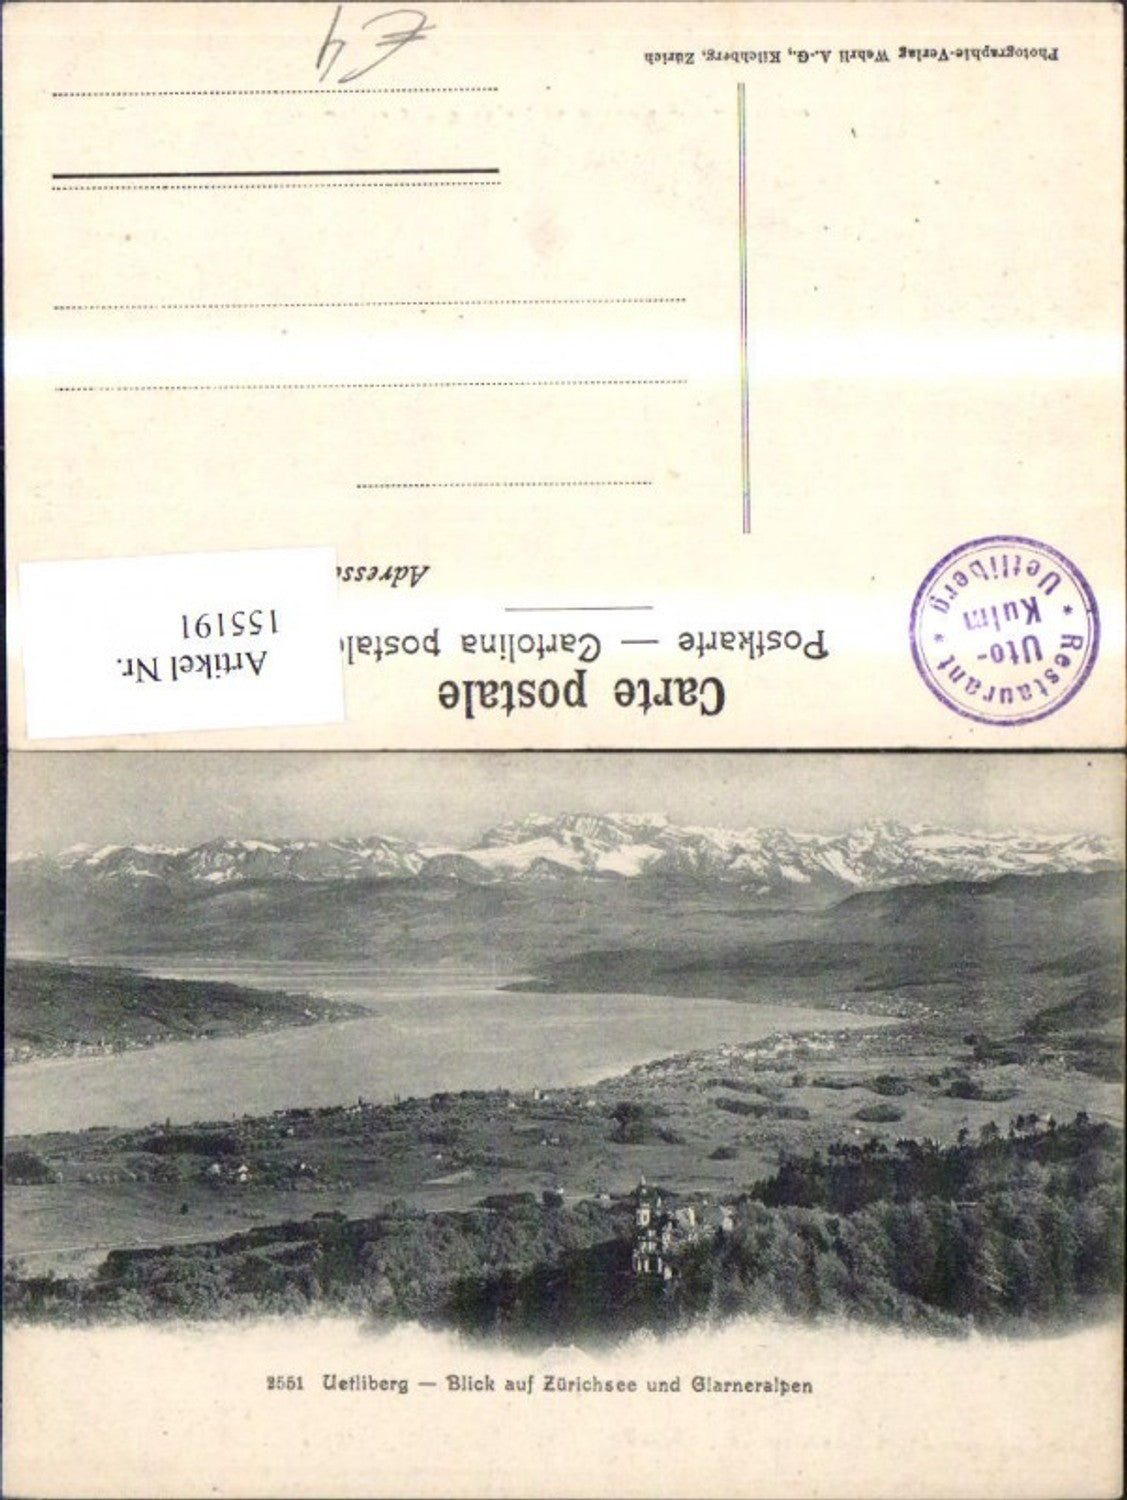 Carte postale
Postkarte — Cartolina postale
Adresse
Artikel Nr.
155191
* Restaurant * Uetliberg
Uto-
Kulm
Photographie-Verlag Wehrli A.-G., Kilchberg, Zürich
2551 Uetliberg — Blick auf Zürichsee und Glarneralpen